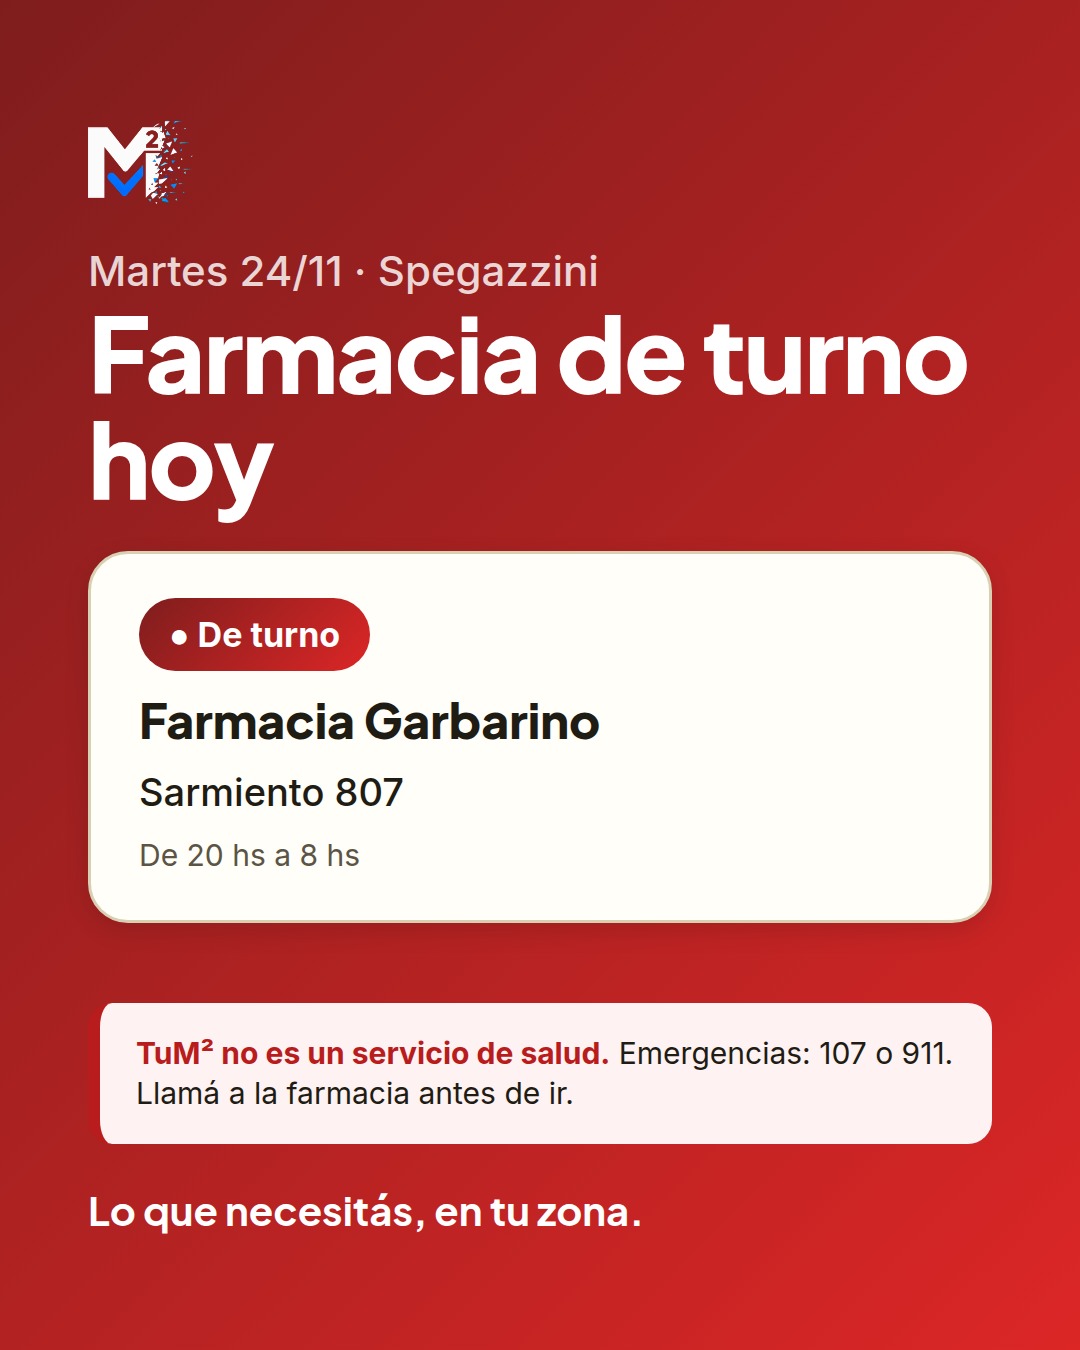 M2
Martes 24/11 · Spegazzini
Farmacia de turno
hoy
● De turno
Farmacia Garbarino
Sarmiento 807
De 20 hs a 8 hs
TuM² no es un servicio de salud. Emergencias: 107 o 911.
Llamá a la farmacia antes de ir.
Lo que necesitás, en tu zona.